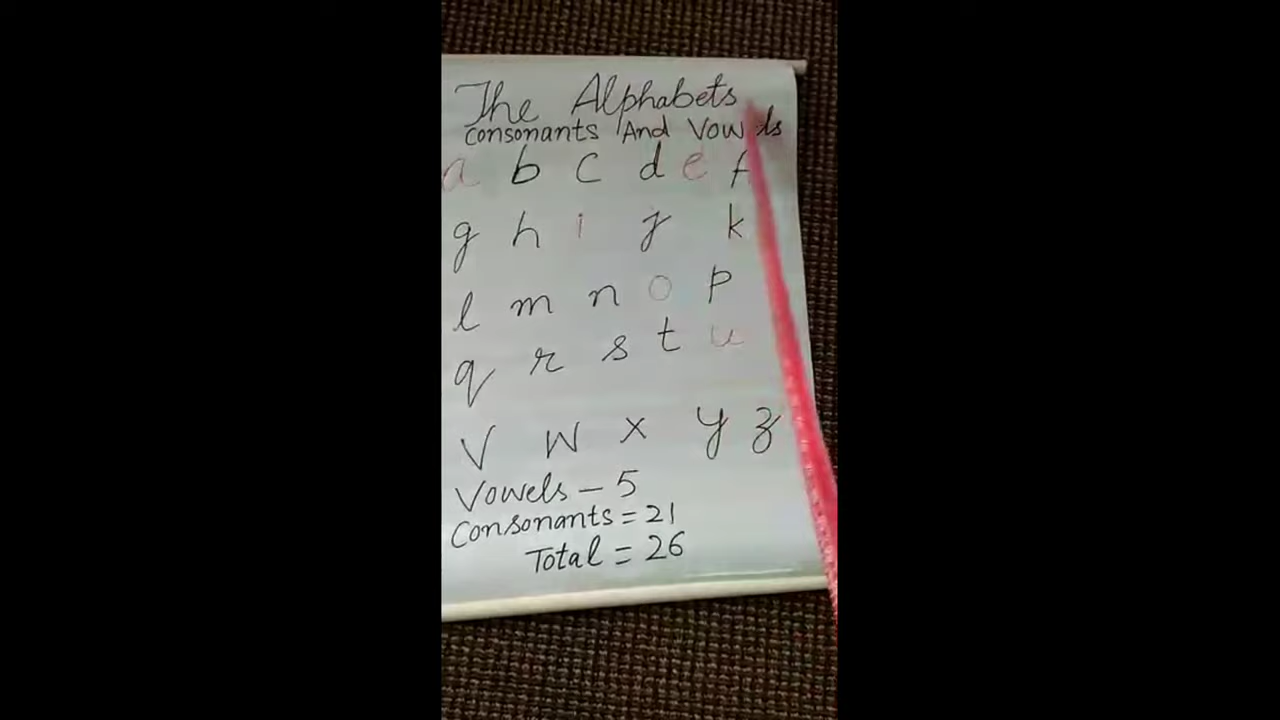 The Alphabets
Consonants And Vowels
a b c d e f
g h i j k
l m n o p
q r s t u
v w x y z
Vowels – 5
Consonants = 21
Total = 26